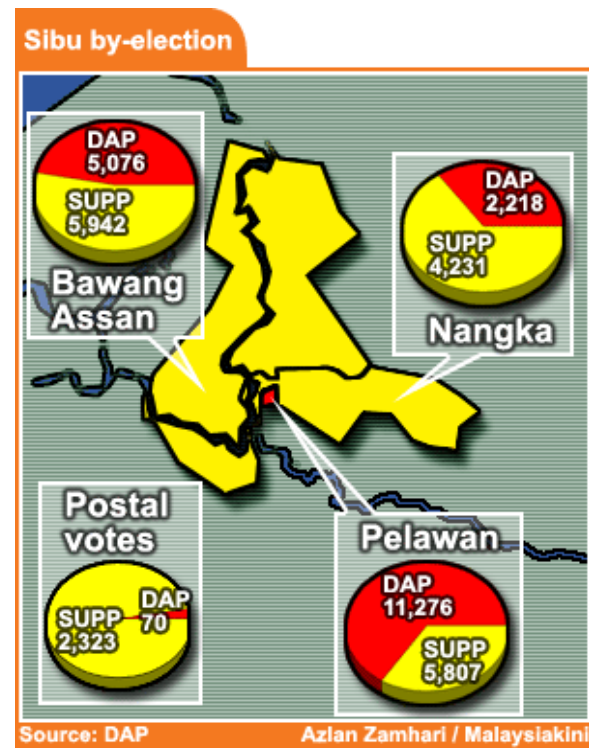 Sibu by-election
DAP
5,076
SUPP
5,942
Bawang
Assan
DAP
2,218
SUPP
4,231
Nangka
Postal
votes
DAP
70
SUPP
2,323
Pelawan
DAP
11,276
SUPP
5,807
Source: DAP
Azlan Zamhari / Malaysiakini